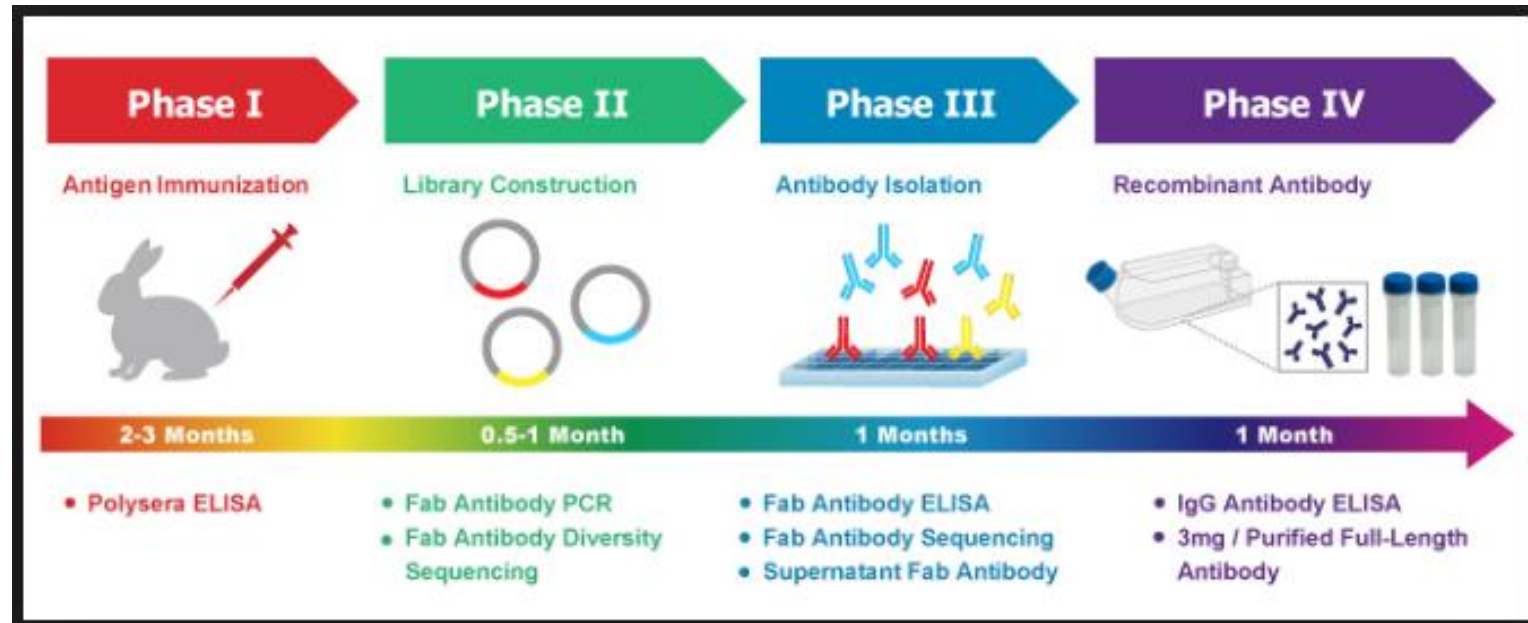 Phase I
Phase II
Phase III
Phase IV
Antigen Immunization
Library Construction
Antibody Isolation
Recombinant Antibody
2-3 Months
0.5-1 Month
1 Months
1 Month
• Polysera ELISA
• Fab Antibody PCR
• Fab Antibody Diversity
Sequencing
• Fab Antibody ELISA
• Fab Antibody Sequencing
• Supernatant Fab Antibody
• IgG Antibody ELISA
• 3mg / Purified Full-Length
Antibody